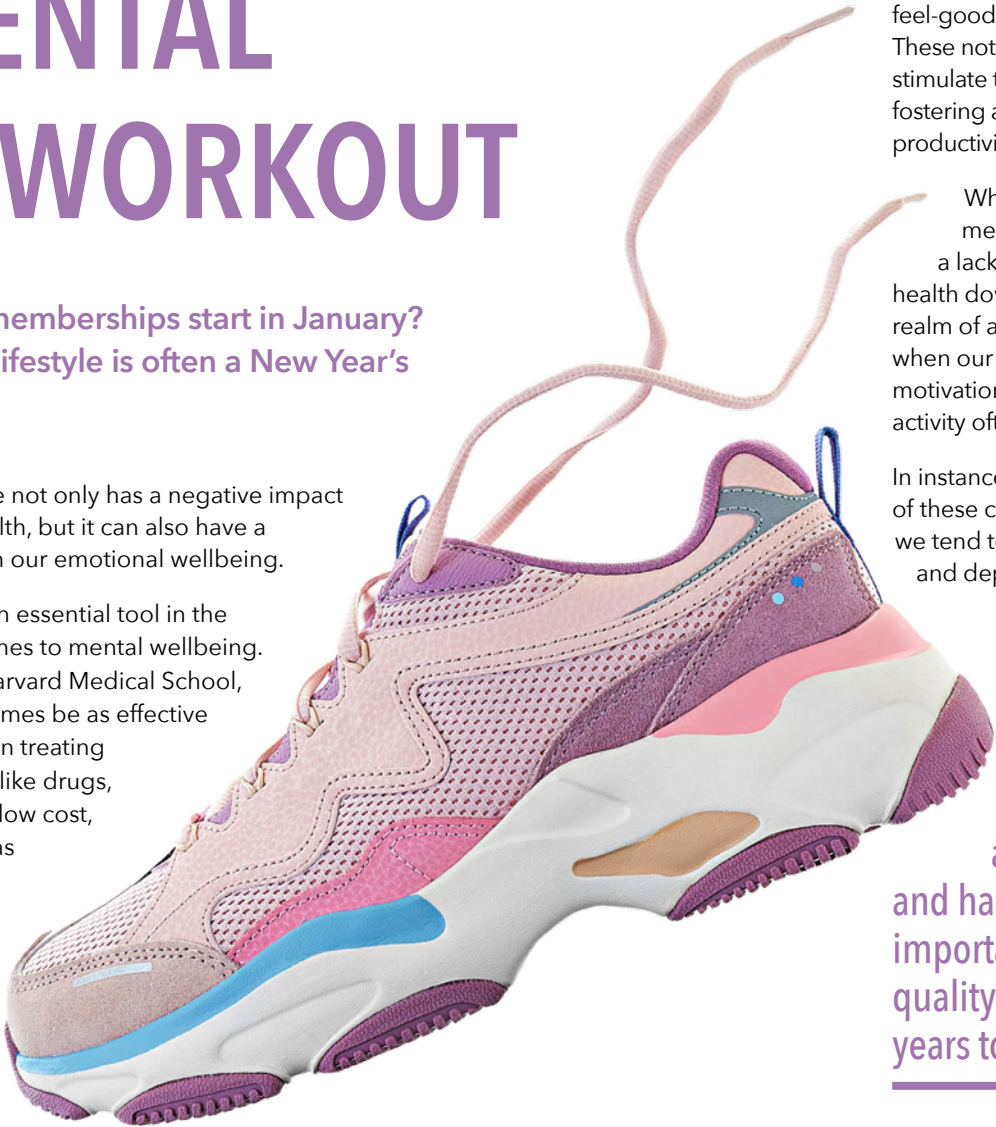 ENTAL
WORKOUT
memberships start in January?
lifestyle is often a New Year's
e not only has a negative impact
lth, but it can also have a
n our emotional wellbeing.
n essential tool in the
mes to mental wellbeing.
arvard Medical School,
mes be as effective
n treating
like drugs,
low cost,
as
feel-good
These not
stimulate t
fostering a
productivi
Wh
me
a lack
health dow
realm of a
when our
motivation
activity oft
In instance
of these c
we tend t
and dep
a
and ha
importa
quality
years to